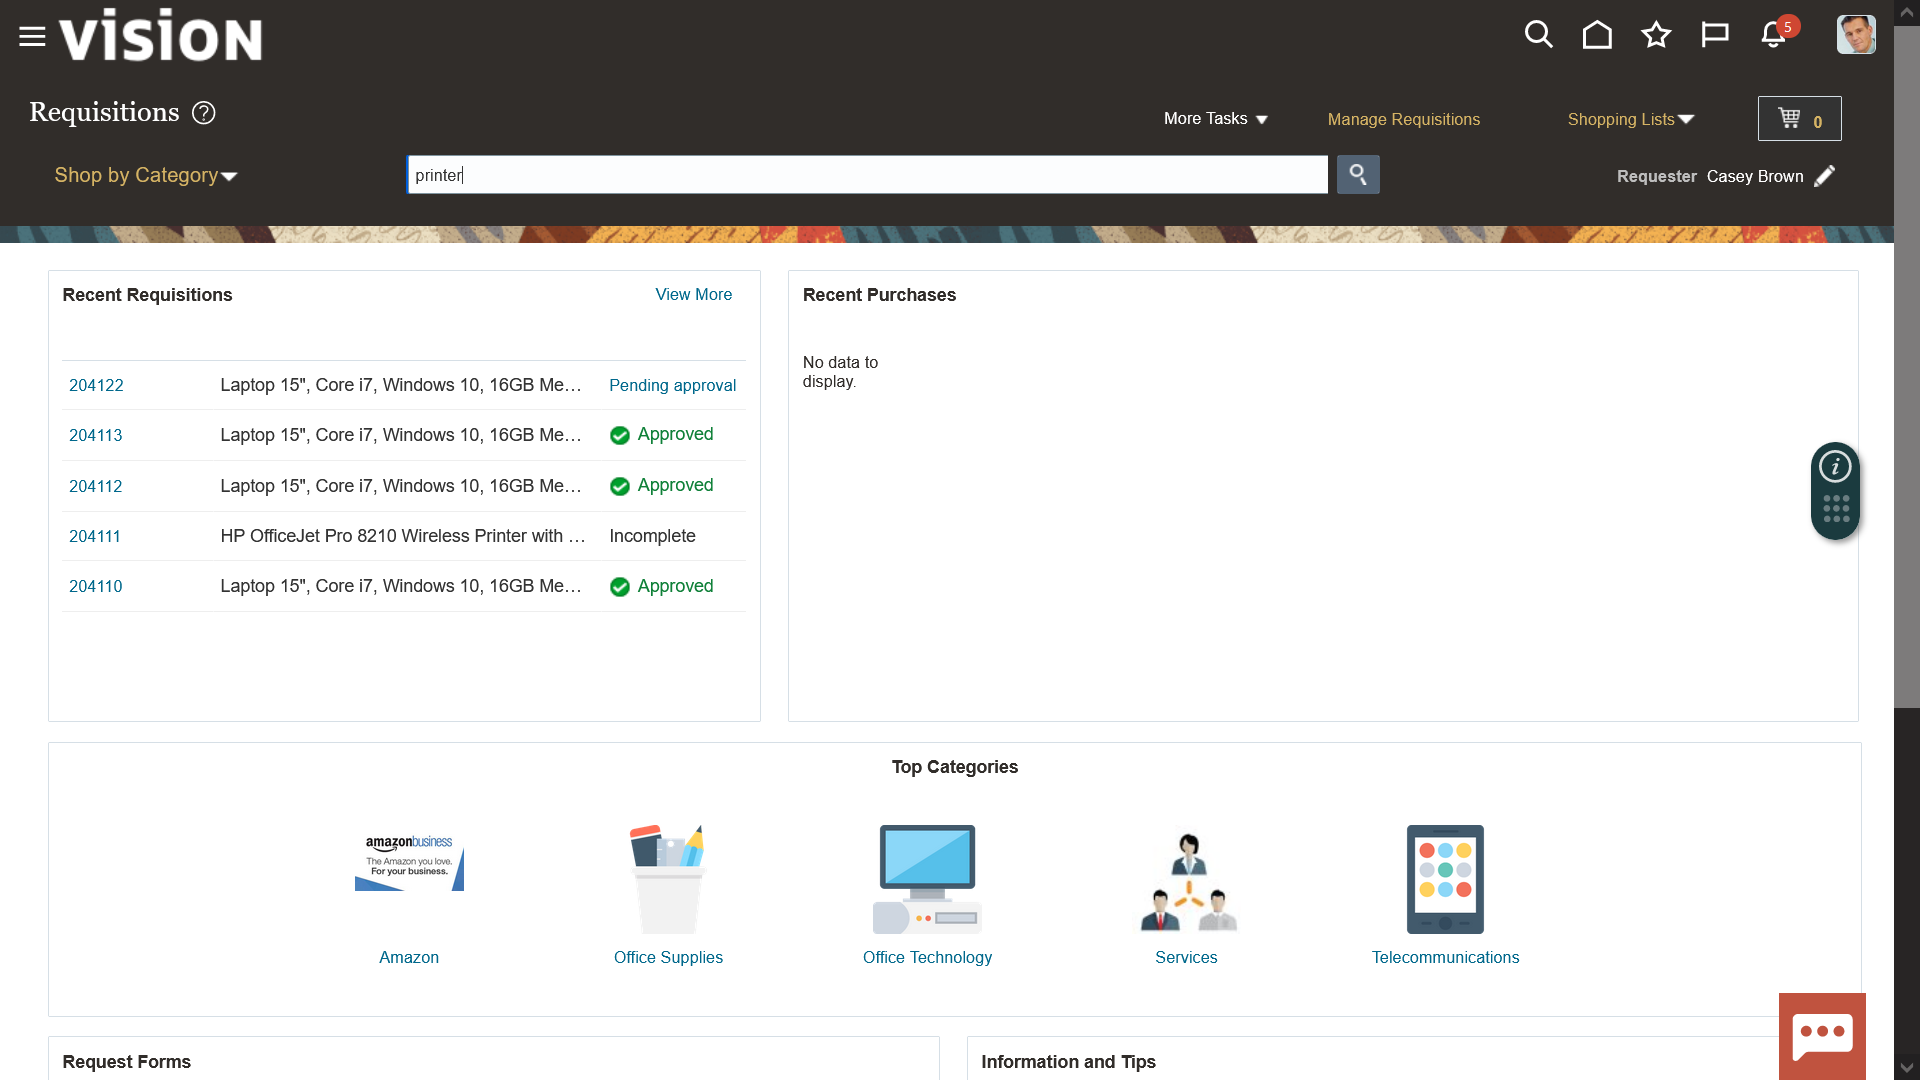 vision
5
Requisitions ?
More Tasks
Manage Requisitions
Shopping Lists
0
Shop by Category
printer
Requester Casey Brown
Recent Requisitions
View More
204122 Laptop 15", Core i7, Windows 10, 16GB Me... Pending approval
204113 Laptop 15", Core i7, Windows 10, 16GB Me... Approved
204112 Laptop 15", Core i7, Windows 10, 16GB Me... Approved
204111 HP OfficeJet Pro 8210 Wireless Printer with ... Incomplete
204110 Laptop 15", Core i7, Windows 10, 16GB Me... Approved
Recent Purchases
No data to
display.
i
Top Categories
amazonbusiness
The Amazon you love.
For your business.
Amazon
Office Supplies
Office Technology
Services
Telecommunications
Request Forms
Information and Tips